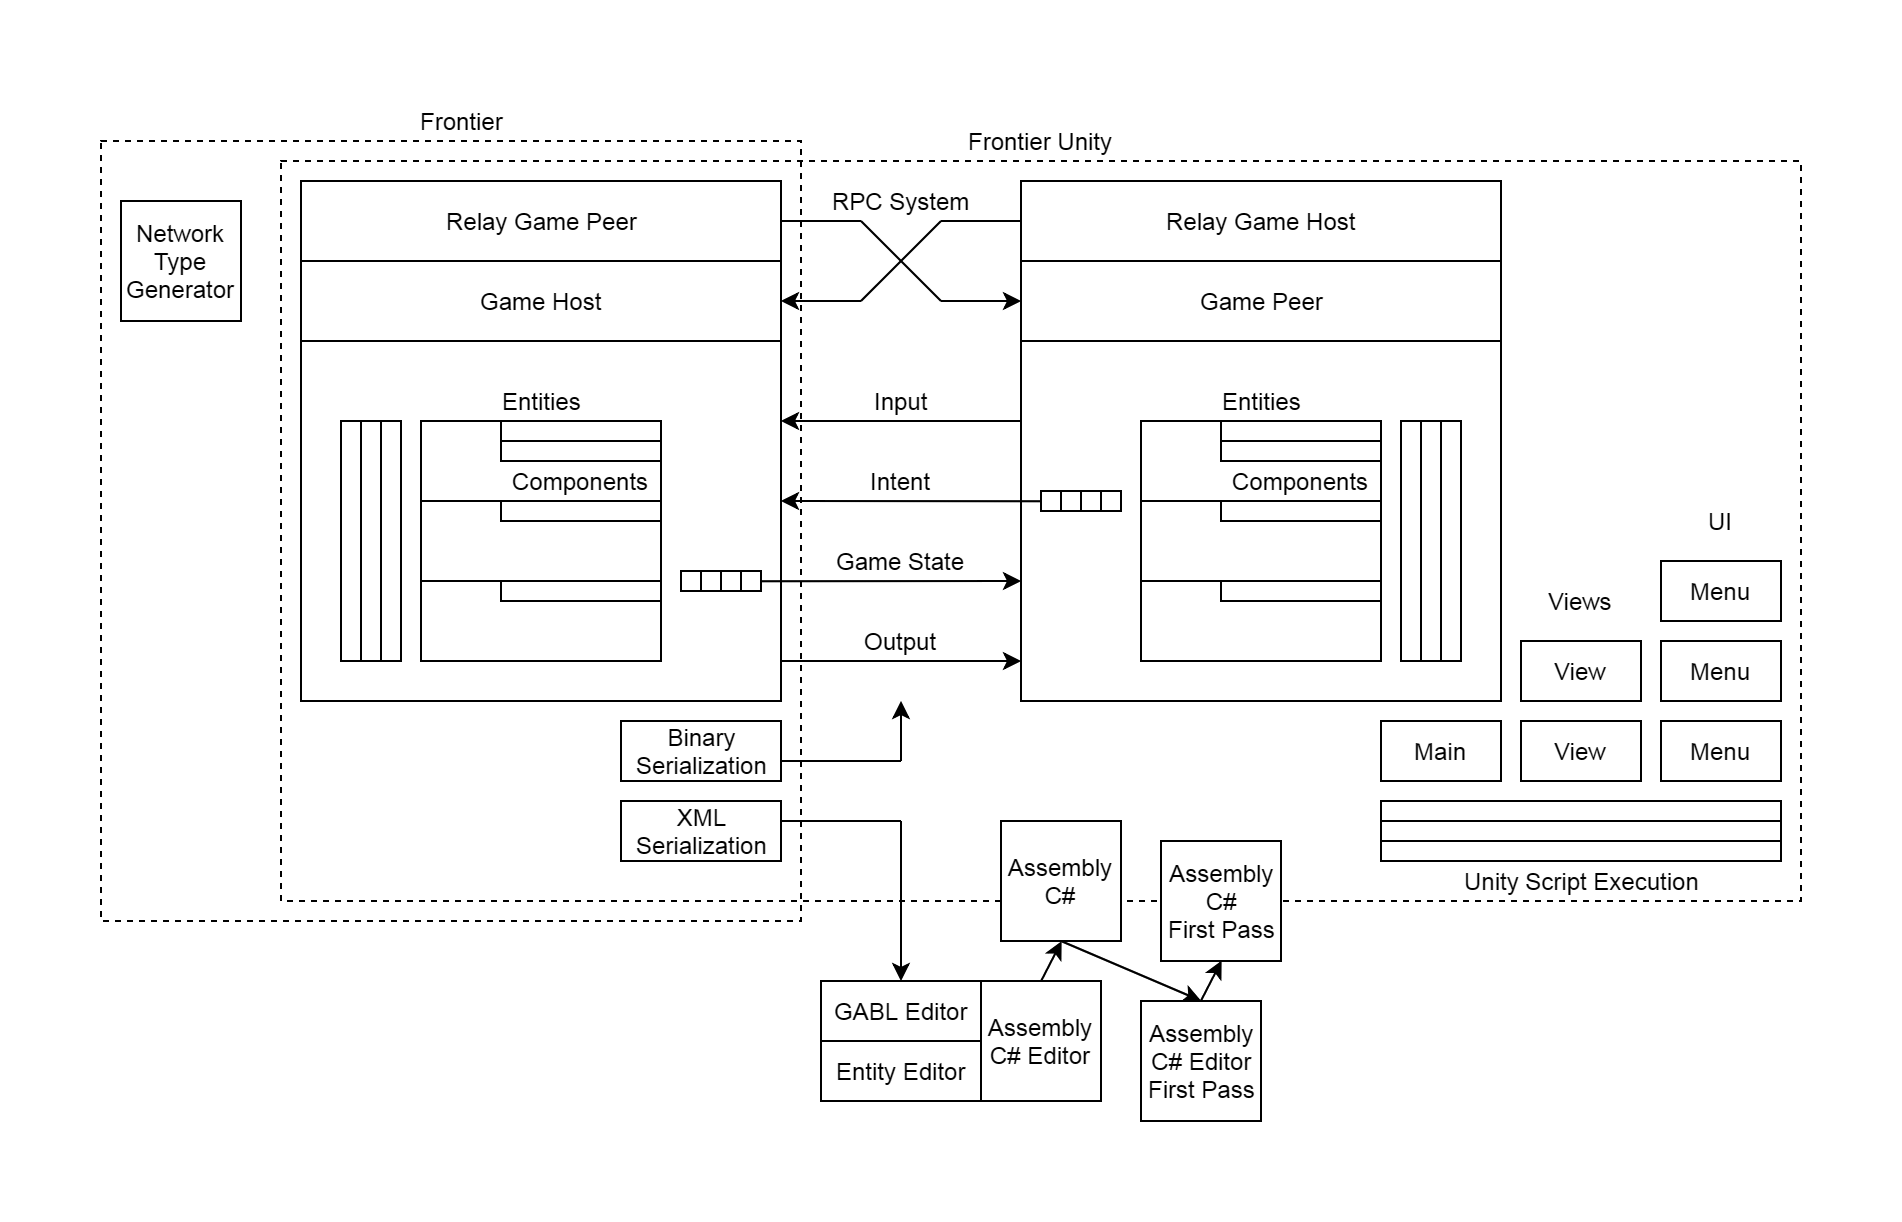 Frontier
Frontier Unity
Network
Type
Generator
Relay Game Peer
Game Host
RPC System
Relay Game Host
Game Peer
Entities
Components
Input
Intent
Game State
Output
Entities
Components
UI
Menu
Views
View
Menu
Main
View
Menu
Unity Script Execution
Binary
Serialization
XML
Serialization
Assembly
C#
Assembly
C#
First Pass
GABL Editor
Entity Editor
Assembly
C# Editor
Assembly
C# Editor
First Pass